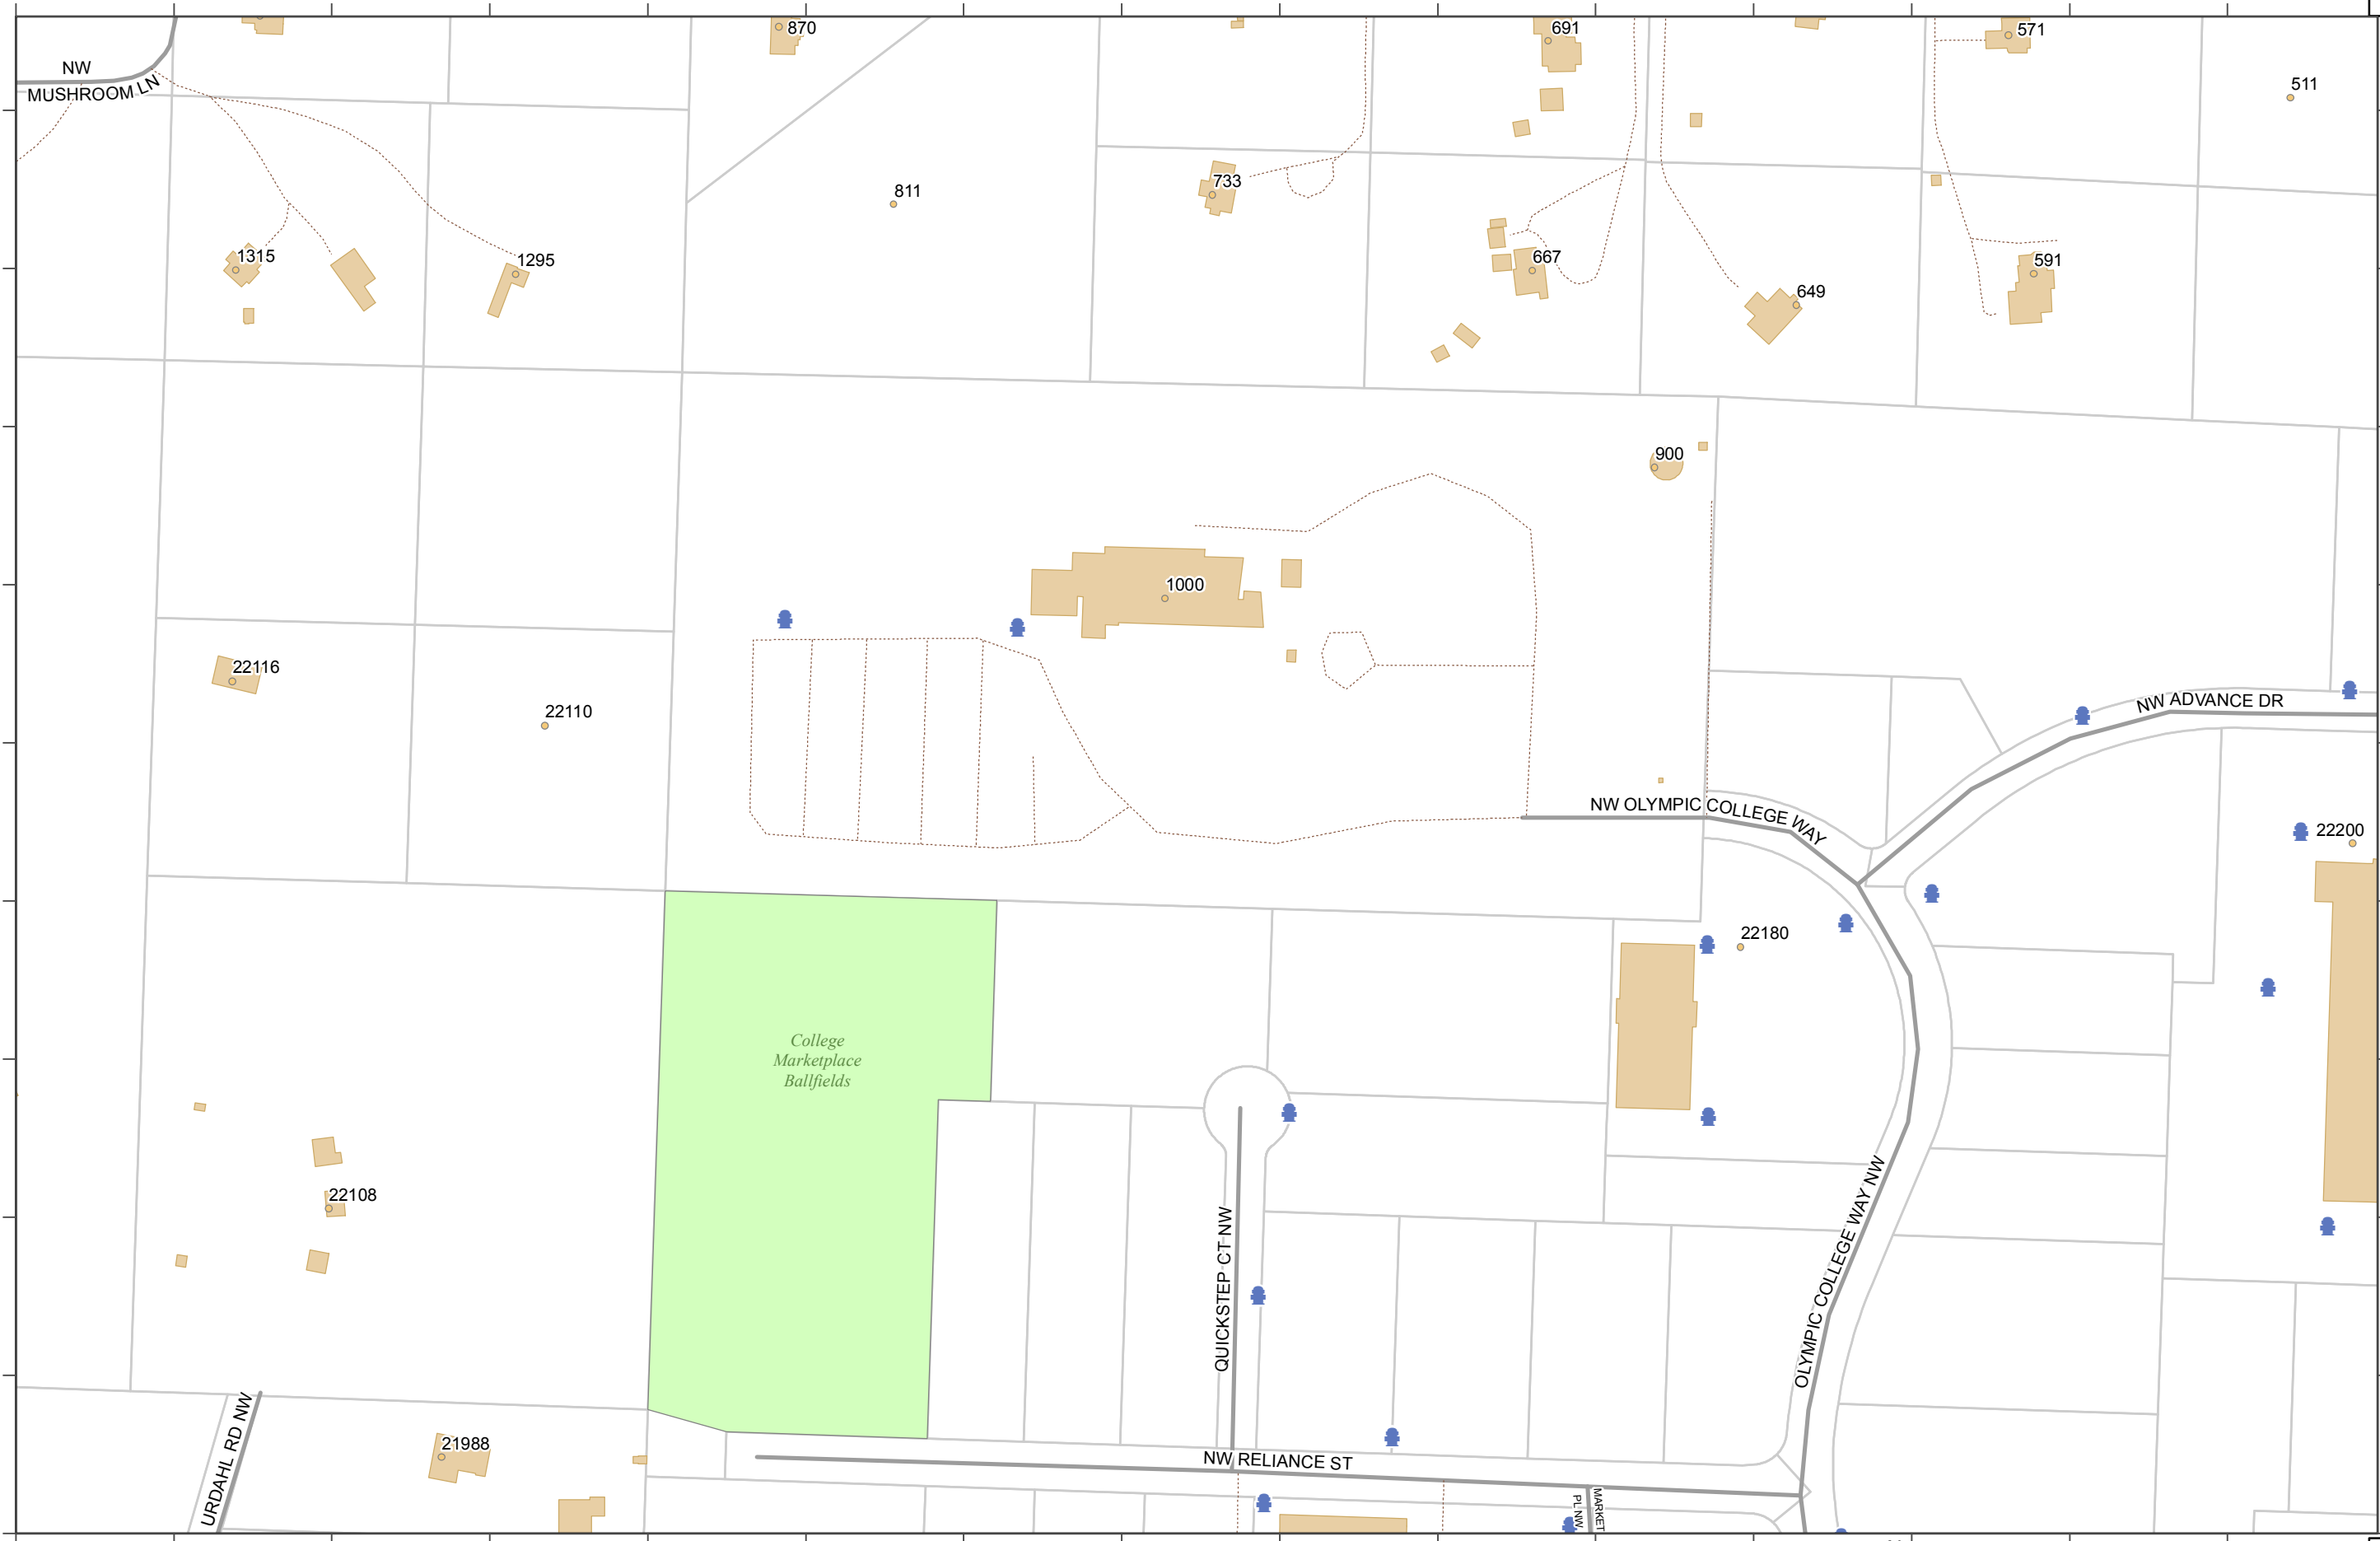 870
691
571
NW
MUSHROOM LN
511
811
733
1315
1295
667
591
649
900
1000
22116
22110
NW ADVANCE DR
NW OLYMPIC COLLEGE WAY
22200
22180
College
Marketplace
Ballfields
22108
QUICKSTEP CT NW
OLYMPIC COLLEGE WAY NW
URDAHL RD NW
21988
NW RELIANCE ST
MARKET
PL NW